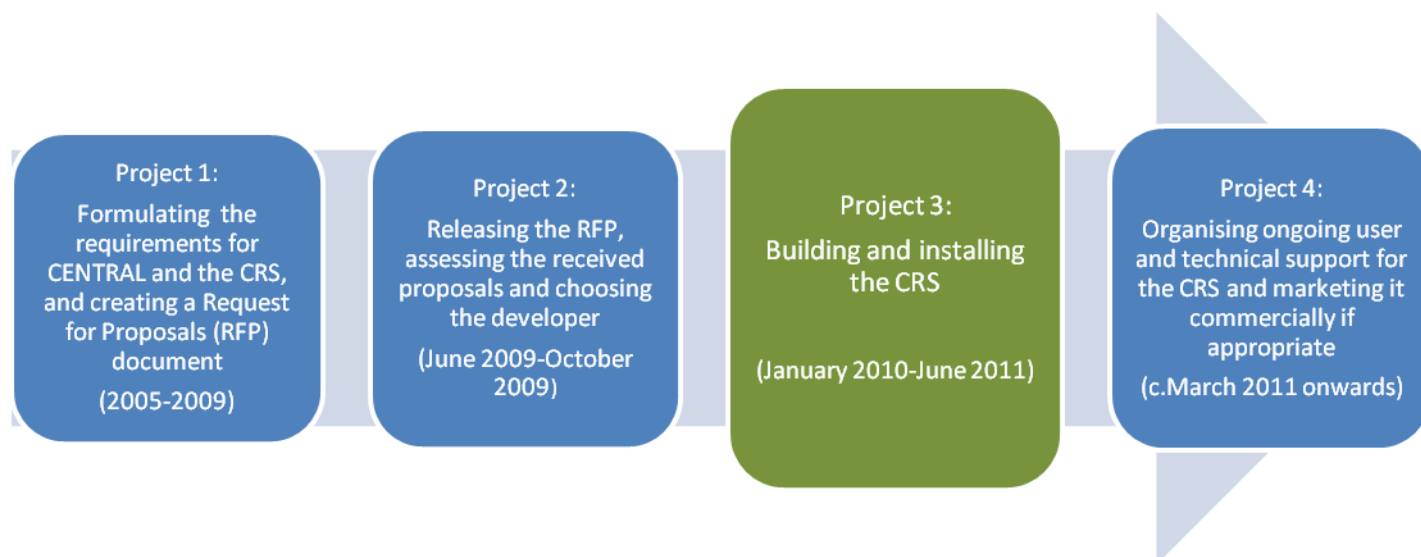 Project 1:
Formulating the
requirements for
CENTRAL and the CRS,
and creating a Request
for Proposals (RFP)
document
(2005-2009)
Project 2:
Releasing the RFP,
assessing the received
proposals and choosing
the developer
(June 2009-October
2009)
Project 3:
Building and installing
the CRS
(January 2010-June 2011)
Project 4:
Organising ongoing user
and technical support for
the CRS and marketing it
commercially if
appropriate
(c.March 2011 onwards)